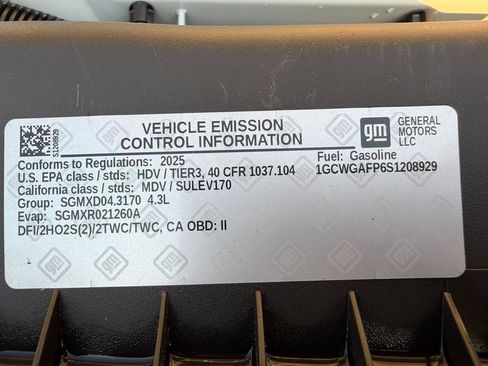 VEHICLE EMISSION
CONTROL INFORMATION
gm
GENERAL
MOTORS
LLC
S1208929
Conforms to Regulations: 2025
Fuel: Gasoline
U.S. EPA class / stds: HDV / TIER3, 40 CFR 1037.104
1GCWGAFP6S1208929
California class / stds: MDV / SULEV170
Group: SGMXD04.3170 4.3L
Evap: SGMXR021260A
DFI/2HO2S(2)/2TWC/TWC, CA OBD: II